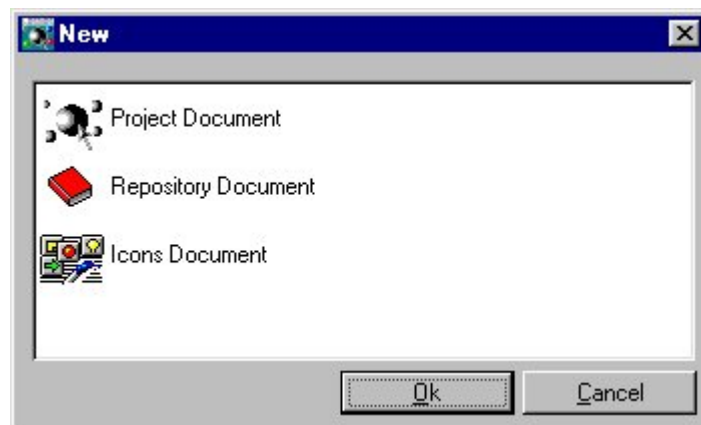 New
Project Document
Repository Document
Icons Document
Ok
Cancel